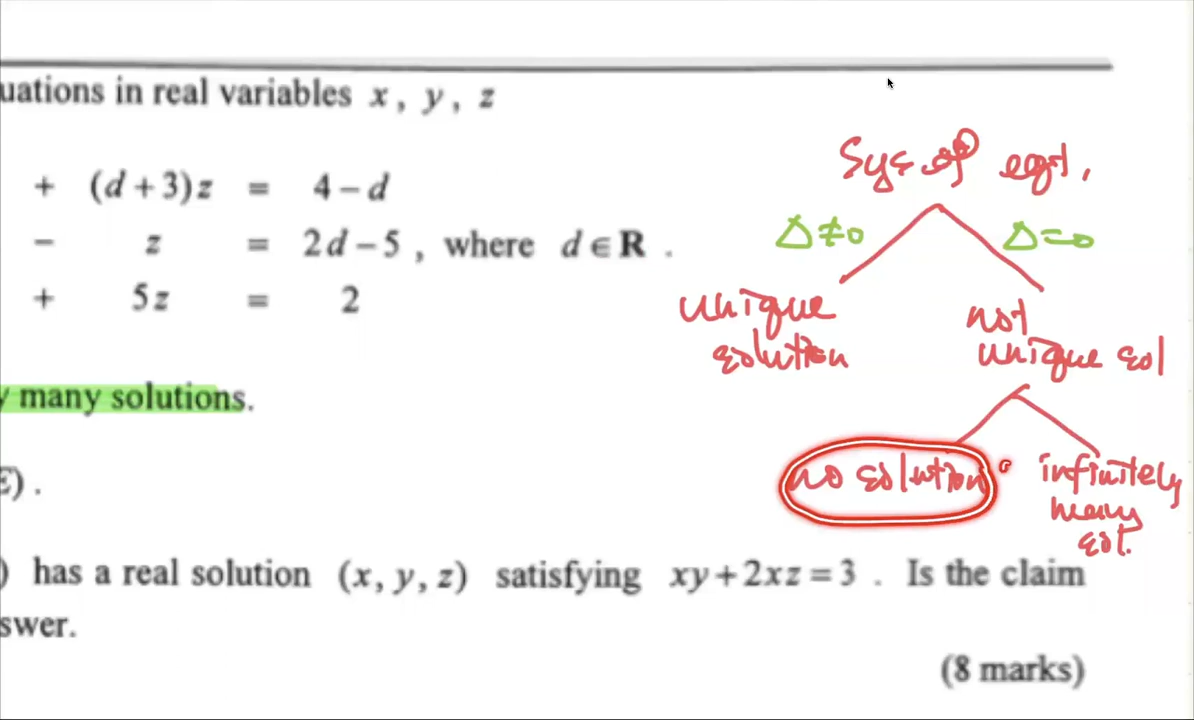 uations in real variables x, y, z
+ (d+3)z = 4-d
- z = 2d-5, where d∈R.
+ 5z = 2
y many solutions.
E).
) has a real solution (x, y, z) satisfying xy+2xz=3. Is the claim
swer.
(8 marks)
Sys of eqt.
Δ≠0 Δ=0
unique
solution
not
unique sol
no solution
infinitely
many
sol.